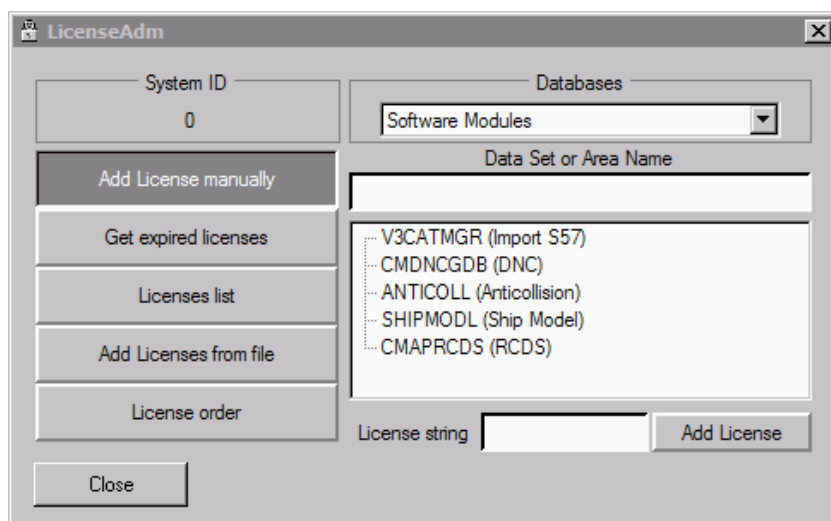 LicenseAdm
System ID
0
Databases
Software Modules
Add License manually
Get expired licenses
Licenses list
Add Licenses from file
License order
Data Set or Area Name
V3CATMGR (Import S57)
CMDNCGDB (DNC)
ANTICOLL (Anticollision)
SHIPMODL (Ship Model)
CMAPRCDS (RCDS)
License string
Add License
Close